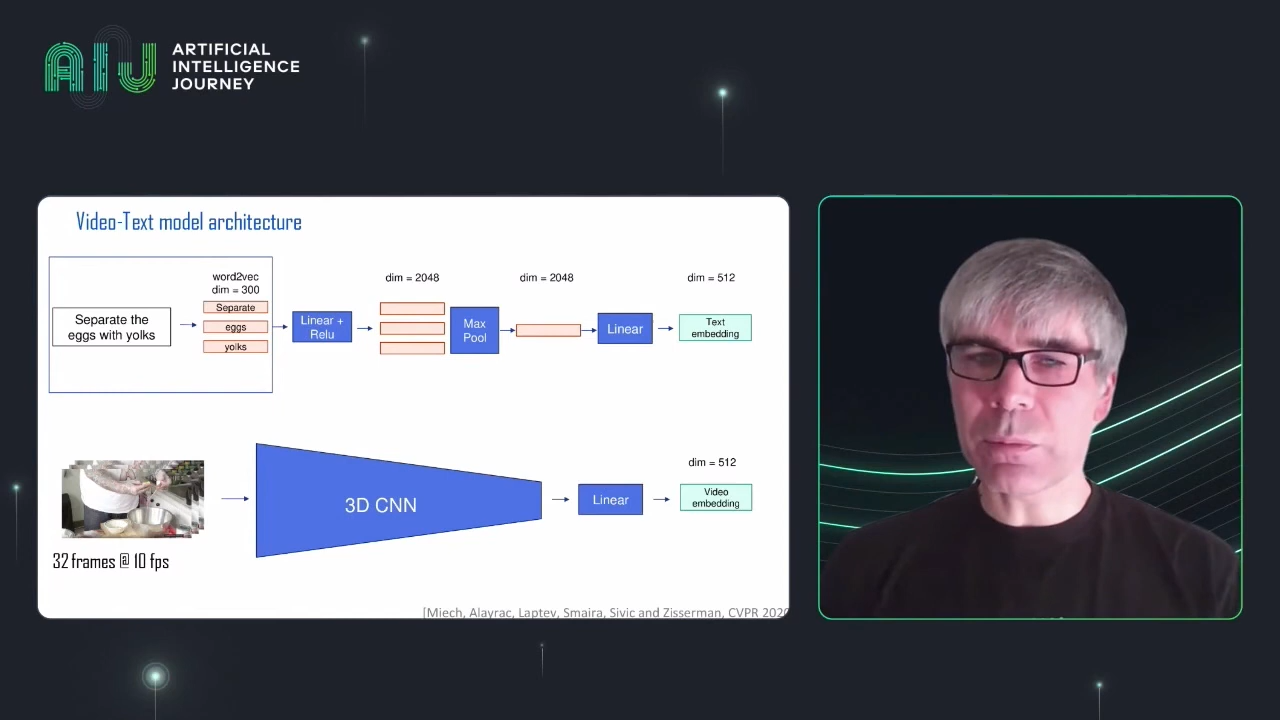 ARTIFICIAL
INTELLIGENCE
JOURNEY
Video-Text model architecture
word2vec
dim = 300
dim = 2048
dim = 2048
dim = 512
Separate the
eggs with yolks
Separate
eggs
yolks
Linear +
Relu
Max
Pool
Linear
Text
embedding
dim = 512
3D CNN
Linear
Video
embedding
32 frames @ 10 fps
[Miech, Alayrac, Laptev, Smaira, Sivic and Zisserman, CVPR 2020